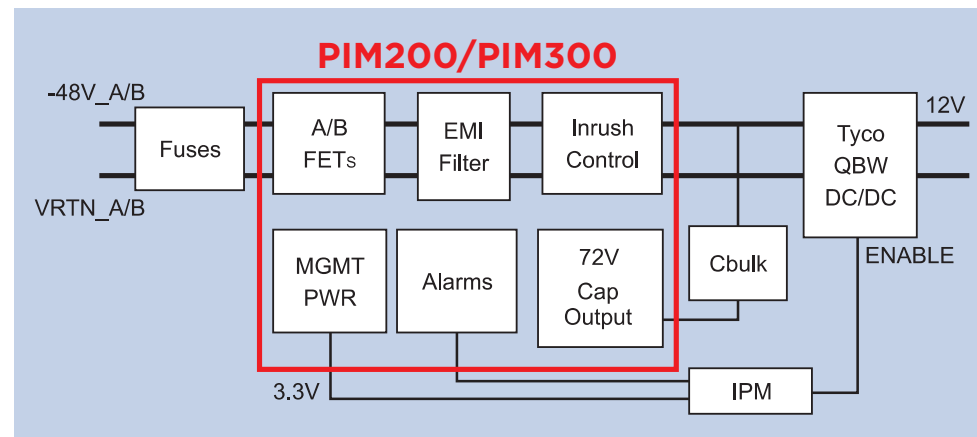 PIM200/PIM300
-48V_A/B
VRTN_A/B
Fuses
A/B
FETs
EMI
Filter
Inrush
Control
Tyco
QBW
DC/DC
12V
ENABLE
MGMT
PWR
Alarms
72V
Cap
Output
Cbulk
3.3V
IPM